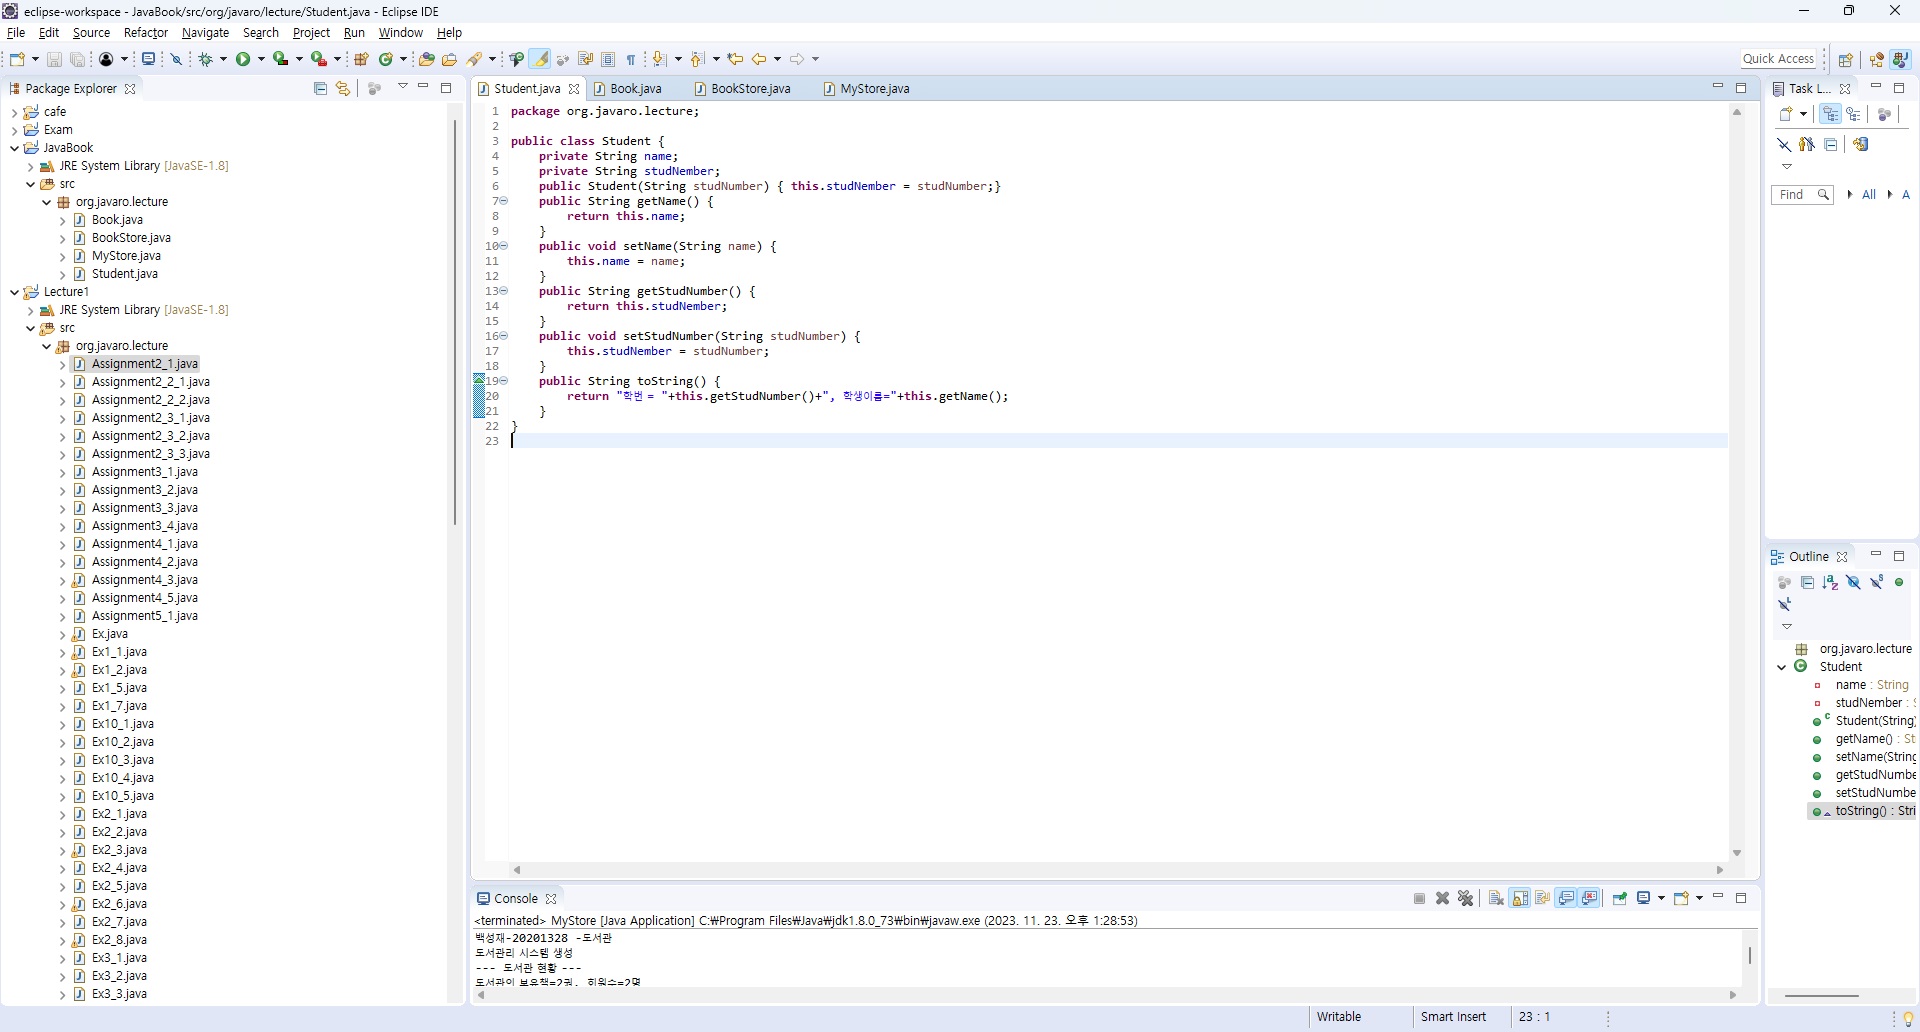 eclipse-workspace - JavaBook/src/org/javaro/lecture/Student.java - Eclipse IDE
File Edit Source Refactor Navigate Search Project Run Window Help
Quick Access
Package Explorer
cafe
Exam
JavaBook
JRE System Library [JavaSE-1.8]
src
org.javaro.lecture
Book.java
BookStore.java
MyStore.java
Student.java
Lecture1
JRE System Library [JavaSE-1.8]
src
org.javaro.lecture
Assignment2_1.java
Assignment2_2_1.java
Assignment2_2_2.java
Assignment2_3_1.java
Assignment2_3_2.java
Assignment2_3_3.java
Assignment3_1.java
Assignment3_2.java
Assignment3_3.java
Assignment3_4.java
Assignment4_1.java
Assignment4_2.java
Assignment4_3.java
Assignment4_5.java
Assignment5_1.java
Ex.java
Ex1_1.java
Ex1_2.java
Ex1_5.java
Ex1_7.java
Ex10_1.java
Ex10_2.java
Ex10_3.java
Ex10_4.java
Ex10_5.java
Ex2_1.java
Ex2_2.java
Ex2_3.java
Ex2_4.java
Ex2_5.java
Ex2_6.java
Ex2_7.java
Ex2_8.java
Ex3_1.java
Ex3_2.java
Ex3_3.java
Student.java Book.java BookStore.java MyStore.java
1 package org.javaro.lecture;
2
3 public class Student {
4 private String name;
5 private String studNember;
6 public Student(String studNumber) { this.studNember = studNumber;}
7 public String getName() {
8 return this.name;
9 }
10 public void setName(String name) {
11 this.name = name;
12 }
13 public String getStudNumber() {
14 return this.studNember;
15 }
16 public void setStudNumber(String studNumber) {
17 this.studNember = studNumber;
18 }
19 public String toString() {
20 return "학번 = "+this.getStudNumber()+", 학생이름="+this.getName();
21 }
22 }
23
Console
<terminated> MyStore [Java Application] C:₩Program Files₩Java₩jdk1.8.0_73₩bin₩javaw.exe (2023. 11. 23. 오후 1:28:53)
백성재-20201328 -도서관
도서관리 시스템 생성
--- 도서관 현황 ---
도서관의 보유책=2권, 회원수=2명
Task L...
Find All A
Outline
org.javaro.lecture
Student
name : String
studNember : S
Student(String)
getName() : St
setName(String
getStudNumbe
setStudNumbe
toString() : Stri
Writable Smart Insert 23 : 1